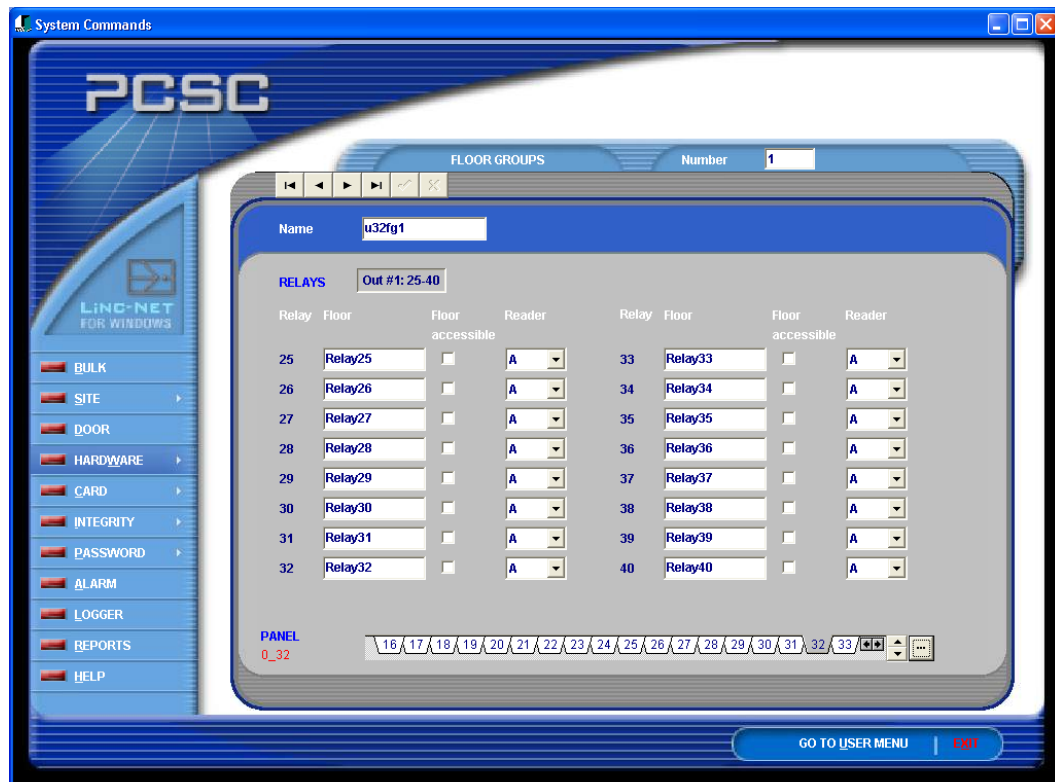 System Commands
PCSC
FLOOR GROUPS Number 1
Name u32fg1
RELAYS Out #1: 25-40
Relay Floor Floor accessible Reader Relay Floor Floor accessible Reader
25 Relay25 A 33 Relay33 A
26 Relay26 A 34 Relay34 A
27 Relay27 A 35 Relay35 A
28 Relay28 A 36 Relay36 A
29 Relay29 A 37 Relay37 A
30 Relay30 A 38 Relay38 A
31 Relay31 A 39 Relay39 A
32 Relay32 A 40 Relay40 A
PANEL
0_32
16 17 18 19 20 21 22 23 24 25 26 27 28 29 30 31 32 33 ...
LiNC-NET
FOR WINDOWS
BULK
SITE
DOOR
HARDWARE
CARD
INTEGRITY
PASSWORD
ALARM
LOGGER
REPORTS
HELP
GO TO USER MENU | EXIT